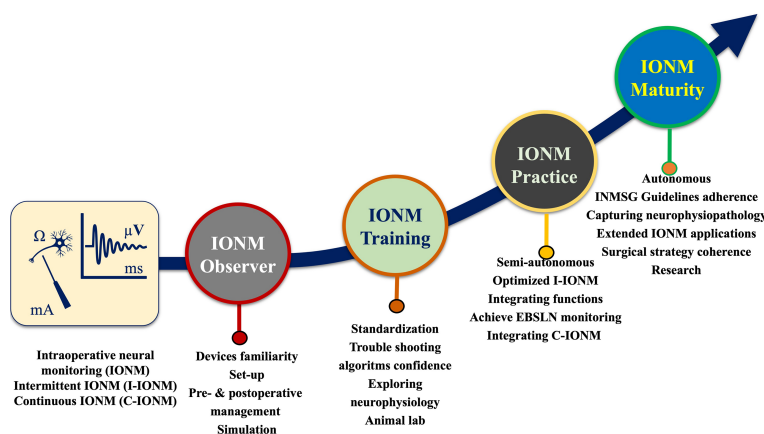 Ω
μV
ms
mA
Intraoperative neural
monitoring (IONM)
Intermittent IONM (I-IONM)
Continuous IONM (C-IONM)
IONM
Observer
Devices familiarity
Set-up
Pre- & postoperative
management
Simulation
IONM
Training
Standardization
Trouble shooting
algoritms confidence
Exploring
neurophysiology
Animal lab
IONM
Practice
Semi-autonomous
Optimized I-IONM
Integrating functions
Achieve EBSLN monitoring
Integrating C-IONM
IONM
Maturity
Autonomous
INMSG Guidelines adherence
Capturing neurophysiopathology
Extended IONM applications
Surgical strategy coherence
Research